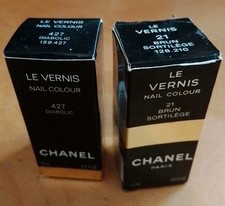 LE VERNIS
NAIL COLOUR
427
DIABOLIC
159.427
LE VERNIS
NAIL COLOUR
427
DIABOLIC
CHANEL
LE
VERNIS
21
BRUN
SORTILÈGE
128.210
LE
VERNIS
NAIL COLOUR
21
BRUN
SORTILÈGE
CHANEL
PARIS